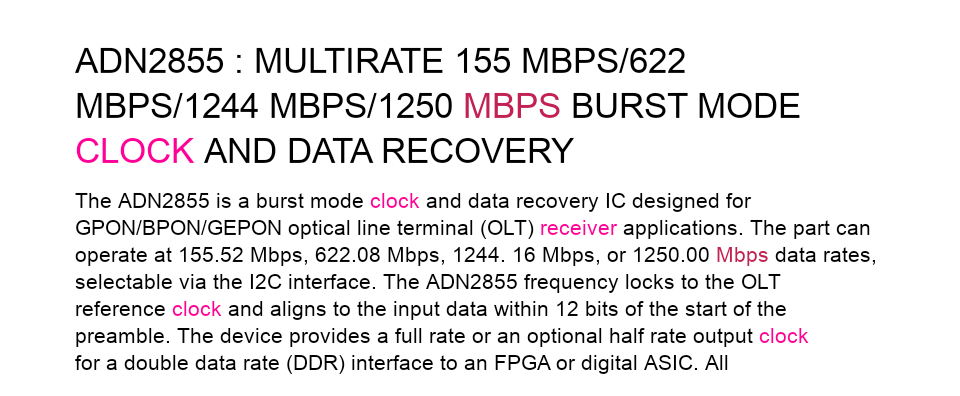 ADN2855 : MULTIRATE 155 MBPS/622
MBPS/1244 MBPS/1250 MBPS BURST MODE
CLOCK AND DATA RECOVERY
The ADN2855 is a burst mode clock and data recovery IC designed for
GPON/BPON/GEPON optical line terminal (OLT) receiver applications. The part can
operate at 155.52 Mbps, 622.08 Mbps, 1244. 16 Mbps, or 1250.00 Mbps data rates,
selectable via the I2C interface. The ADN2855 frequency locks to the OLT
reference clock and aligns to the input data within 12 bits of the start of the
preamble. The device provides a full rate or an optional half rate output clock
for a double data rate (DDR) interface to an FPGA or digital ASIC. All